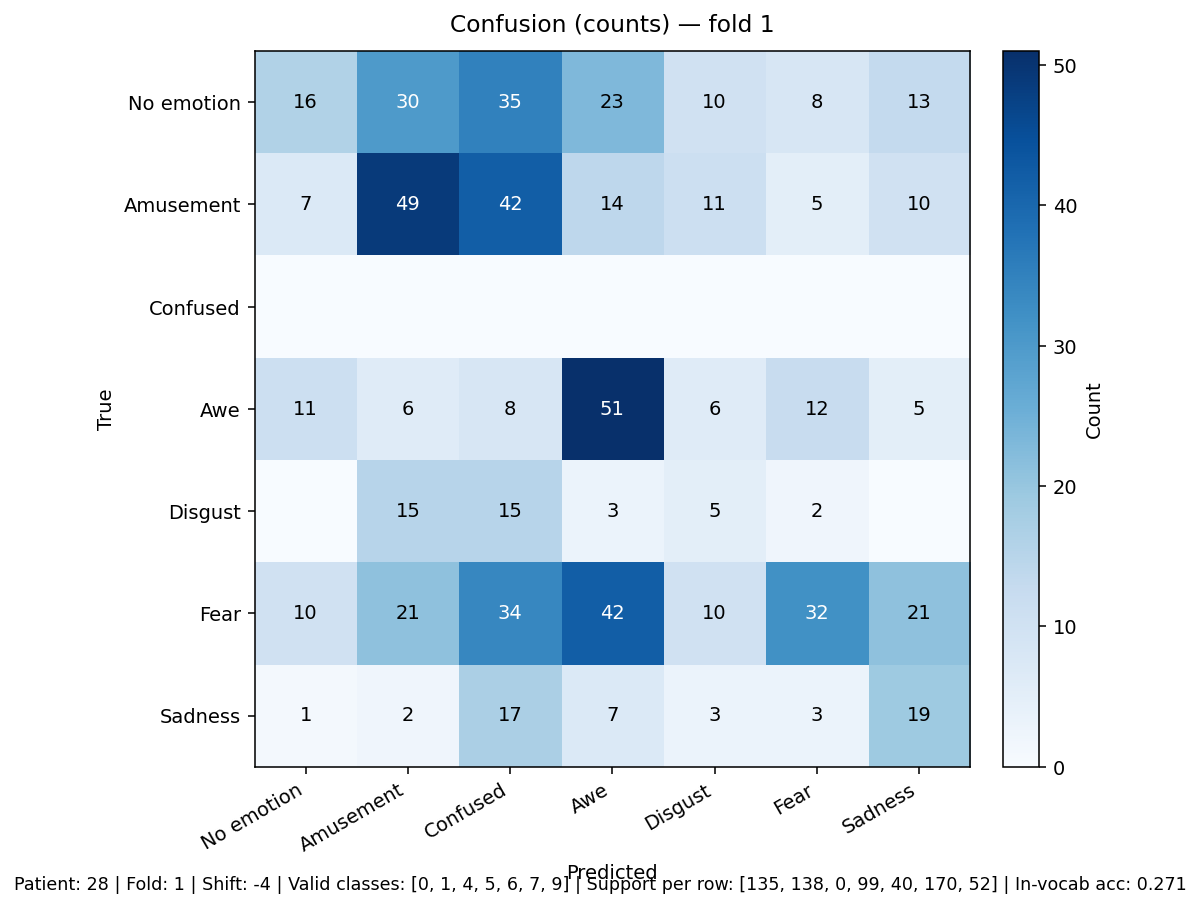 Confusion (counts) — fold 1
No emotion 16 30 35 23 10 8 13
Amusement 7 49 42 14 11 5 10
Confused
Awe 11 6 8 51 6 12 5
Disgust 15 15 3 5 2
Fear 10 21 34 42 10 32 21
Sadness 1 2 17 7 3 3 19
True
No emotion Amusement Confused Awe Disgust Fear Sadness
Predicted
50
40
30
20
10
0
Count
Patient: 28 | Fold: 1 | Shift: -4 | Valid classes: [0, 1, 4, 5, 6, 7, 9] | Support per row: [135, 138, 0, 99, 40, 170, 52] | In-vocab acc: 0.271